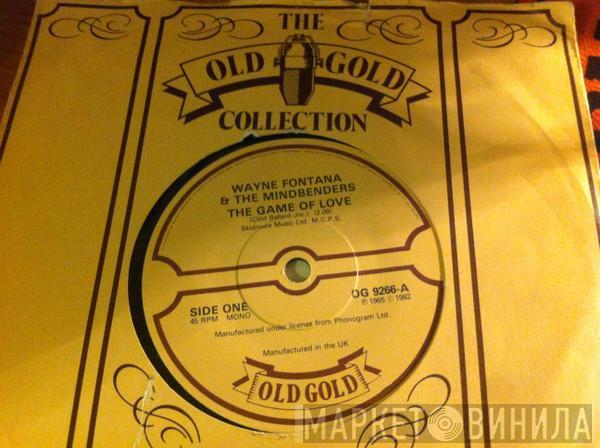 THE
OLD GOLD
COLLECTION
WAYNE FONTANA
& THE MINDBENDERS
THE GAME OF LOVE
(Clint Ballard Jnr.) (2.09)
Skidmore Music Ltd. M.C.P.S.
SIDE ONE
45 RPM MONO
OG 9266-A
℗ 1965 © 1982
Manufactured under license from Phonogram Ltd.
Manufactured in the UK
OLD GOLD
МАРКЕТ ВИНИЛА